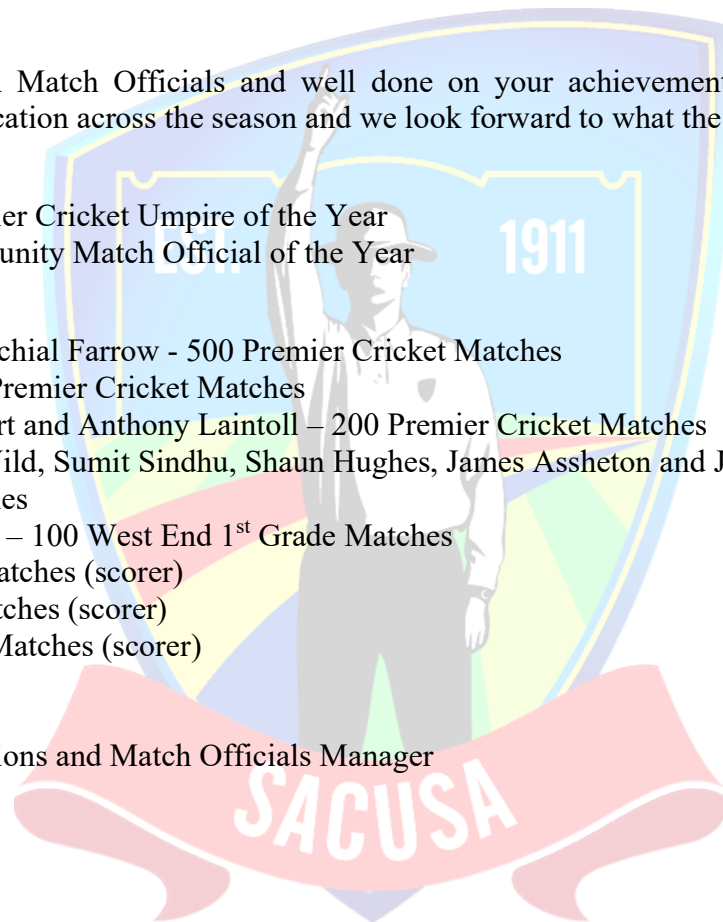 Match Officials and well done on your achievement
cation across the season and we look forward to what the
er Cricket Umpire of the Year
unity Match Official of the Year
EST. 1911
chial Farrow - 500 Premier Cricket Matches
Premier Cricket Matches
rt and Anthony Laintoll – 200 Premier Cricket Matches
Wild, Sumit Sindhu, Shaun Hughes, James Assheton and J
es
– 100 West End 1st Grade Matches
atches (scorer)
tches (scorer)
Matches (scorer)
ions and Match Officials Manager
SACUSA